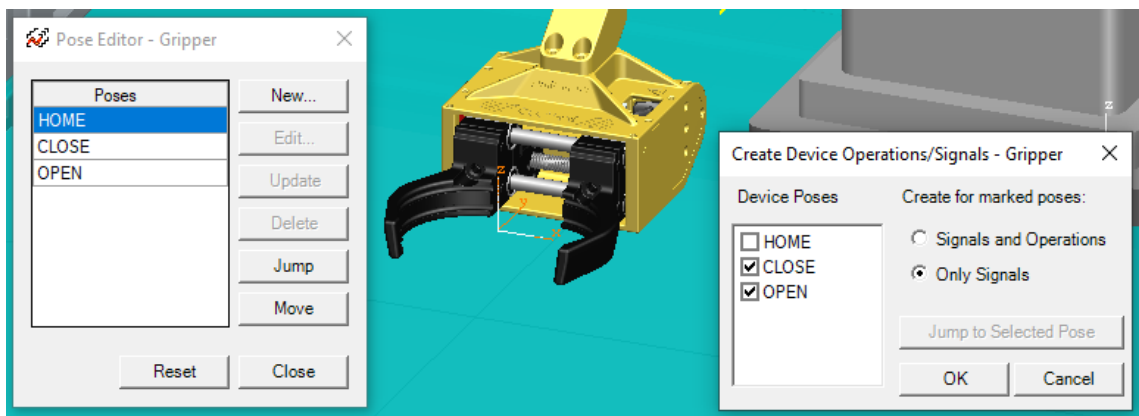 Pose Editor - Gripper
Poses
HOME
CLOSE
OPEN
New...
Edit...
Update
Delete
Jump
Move
Reset
Close
z
y
x
z
Create Device Operations/Signals - Gripper
Device Poses
HOME
CLOSE
OPEN
Create for marked poses:
Signals and Operations
Only Signals
Jump to Selected Pose
OK
Cancel